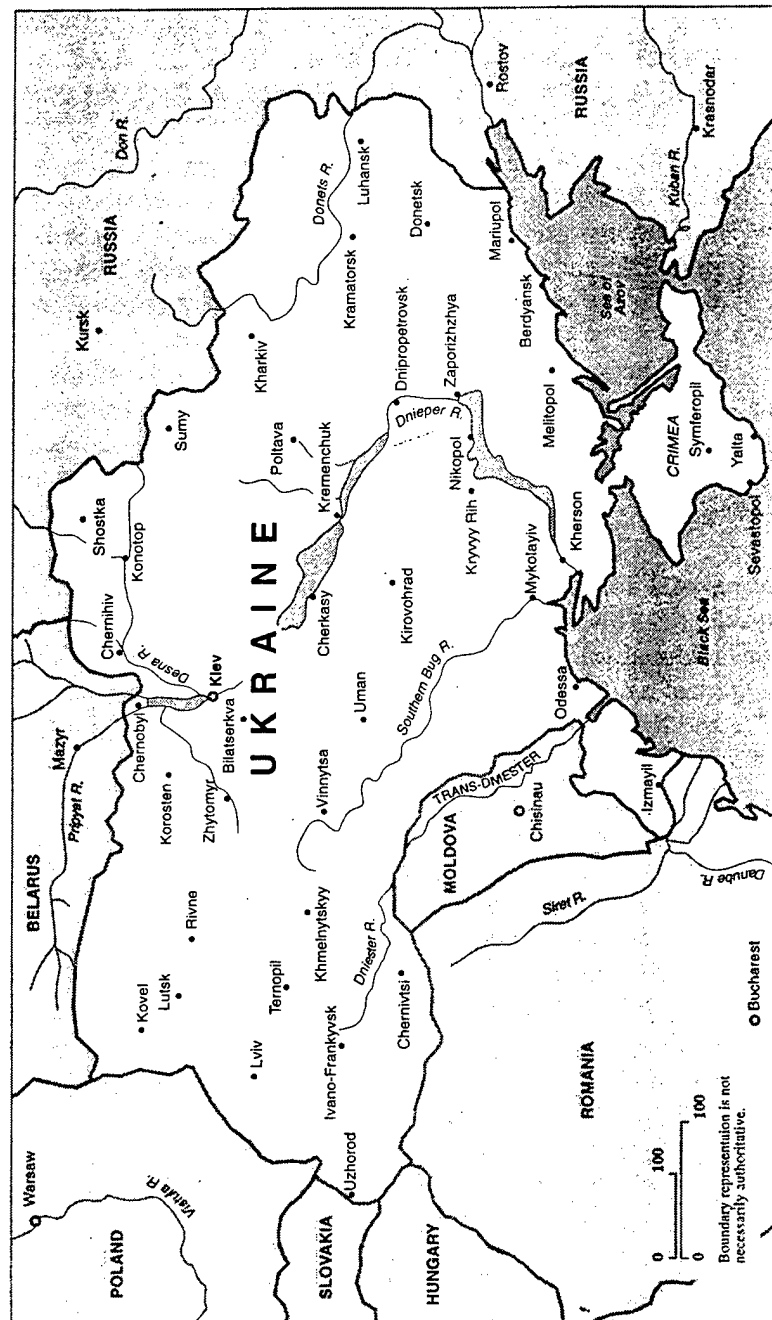 Warsaw
Vistula R.
POLAND
SLOVAKIA
HUNGARY
ROMANIA
Bucharest
BELARUS
Pripyat R.
Mazyr
Kovel
Lutsk
Rivne
Lviv
Ternopil
Khmelnytskyy
Ivano-Frankyvsk
Uzhorod
Chernivtsi
Dniester R.
Korosten
Zhytomyr
Chernobyl
Chernihiv
Desna R.
Kiev
Bilatserkva
Vinnytsa
Uman
UKRAINE
Shostka
Konotop
Sumy
Kursk
RUSSIA
Don R.
Kharkiv
Poltava
Kremenchuk
Cherkasy
Kirovohrad
Southern Bug R.
Donets R.
Luhansk
Kramatorsk
Donetsk
Dnipropetrovsk
Zaporizhzhya
Dnieper R.
Nikopol
Kryvyy Rih
Mykolayiv
Kherson
Odessa
Melitopol
Berdyansk
Mariupol
Rostov
RUSSIA
Krasnodar
Kuban R.
Sea of
Azov
CRIMEA
Symferopil
Yalta
Sevastopol
Black Sea
MOLDOVA
TRANS-DMESTER
Chisinau
Izmayll
Siret R.
Danube R.
100
0
100
0
Boundary representaion is not
necessarily authoritative.